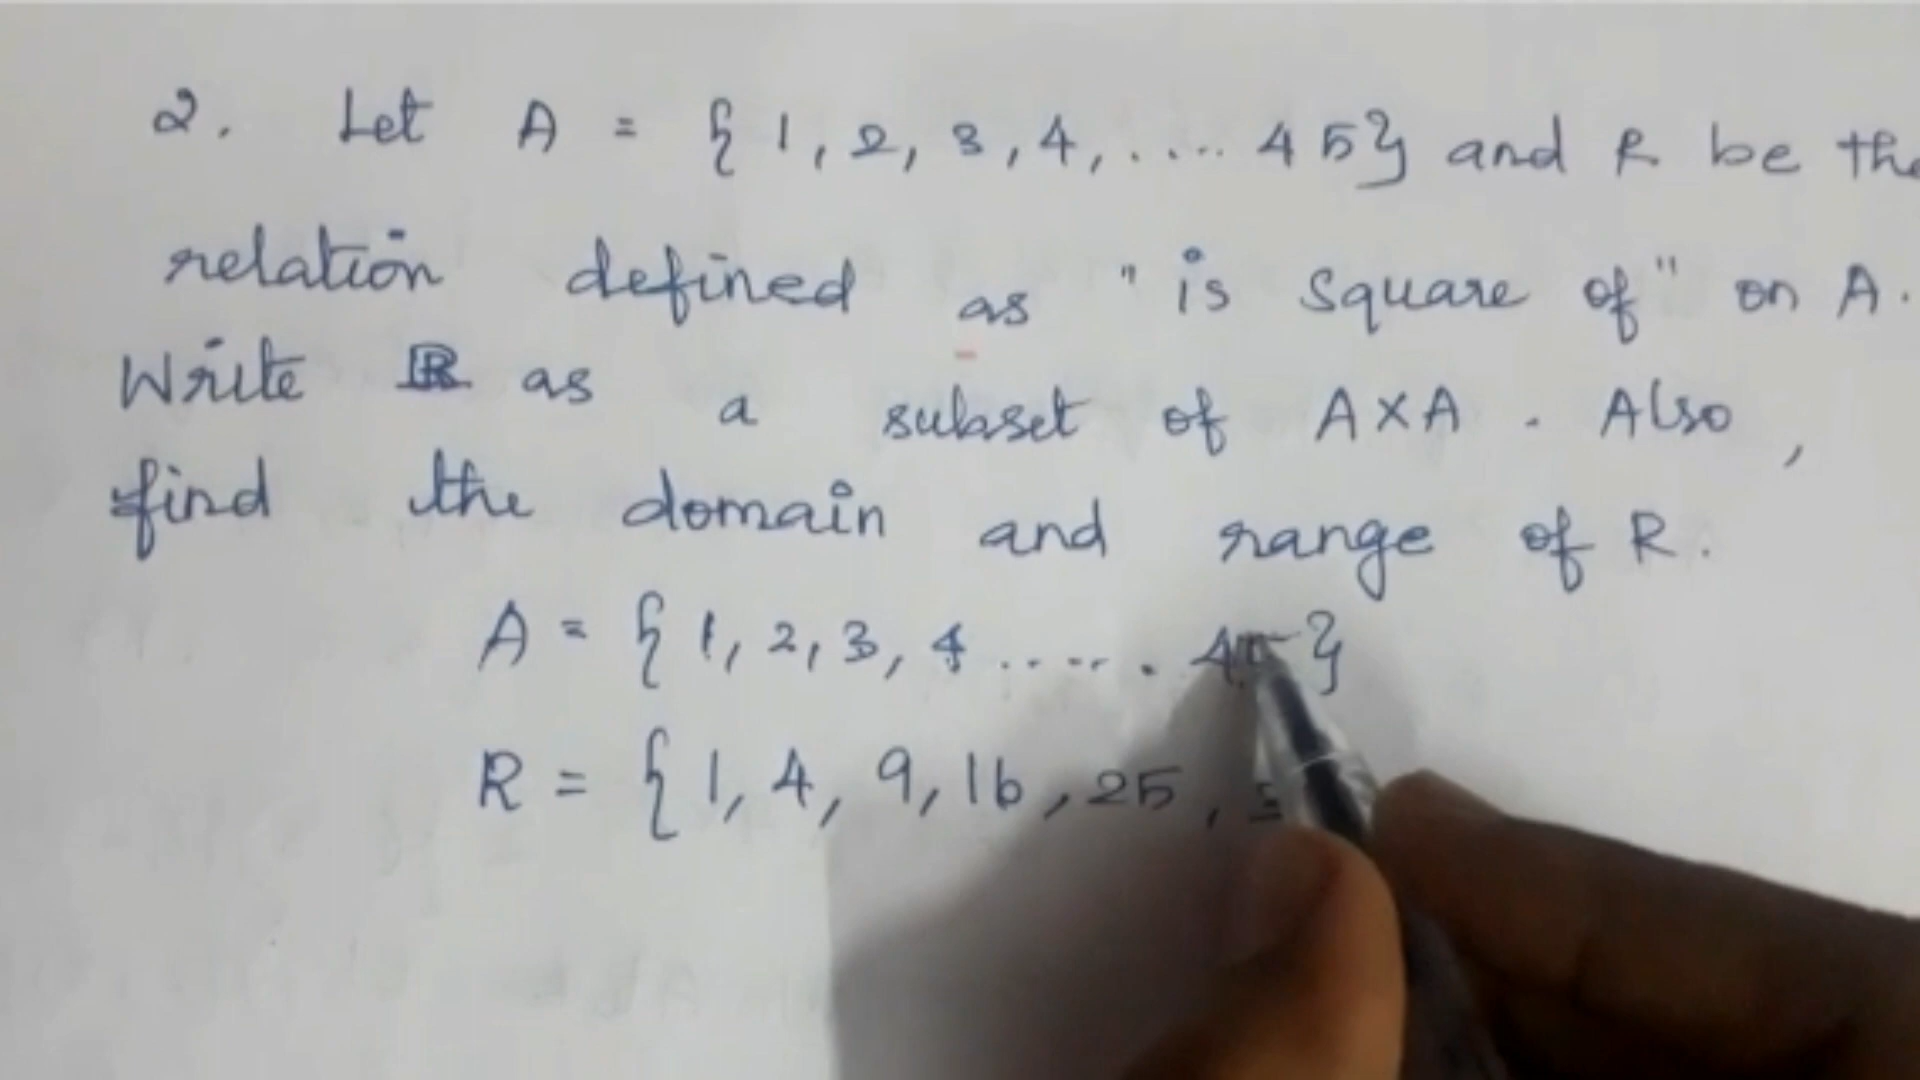 2. Let A = { 1, 2, 3, 4, .... 45} and R be the
relation defined as "is square of" on A.
Write R as a subset of A×A. Also,
find the domain and range of R.
A = { 1, 2, 3, 4 ...... 45 }
R = { 1, 4, 9, 16, 25,